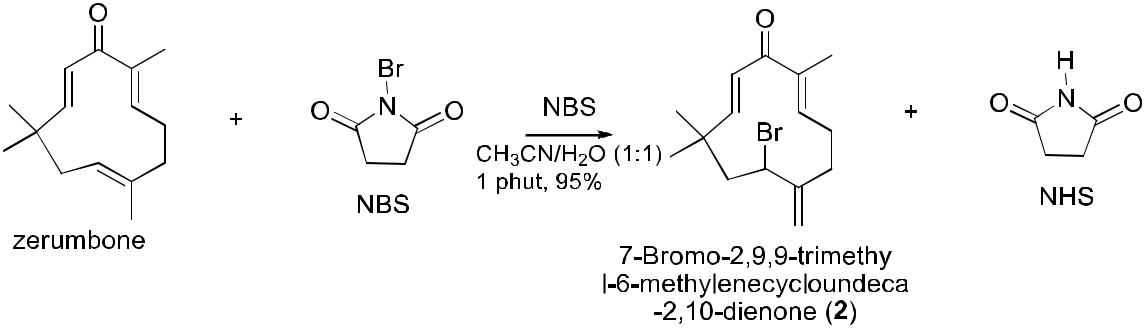 O
O
H
Br
N
O
O
N
O
O
NBS
+
+
Br
CH3CN/H2O (1:1)
1 phut, 95%
NBS
NHS
zerumbone
7-Bromo-2,9,9-trimethy
l-6-methylenecycloundeca
-2,10-dienone (2)